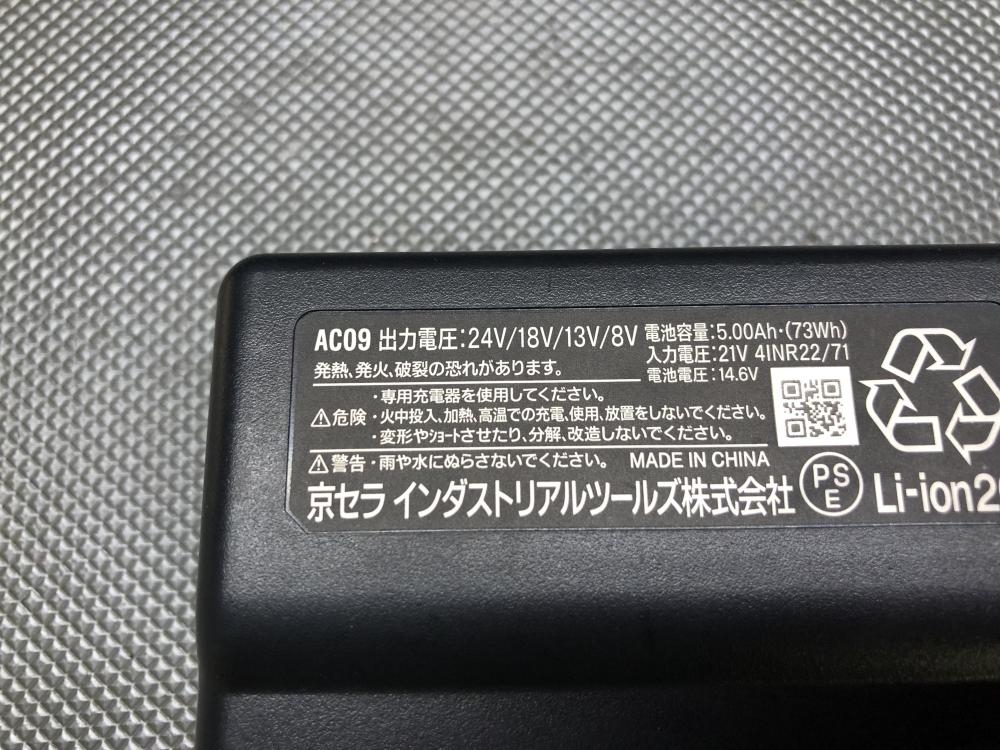 AC09 出力電圧:24V/18V/13V/8V 電池容量:5.00Ah・(73Wh)
入力電圧:21V 4INR22/71
発熱、発火、破裂の恐れがあります。 電池電圧:14.6V
・専用充電器を使用してください。
⚠危険・火中投入、加熱、高温での充電、使用、放置をしないでください。
・変形やショートさせたり、分解、改造しないでください。
⚠警告・雨や水にぬらさないでください。 MADE IN CHINA
京セラ インダストリアルツールズ株式会社 PS E Li-ion